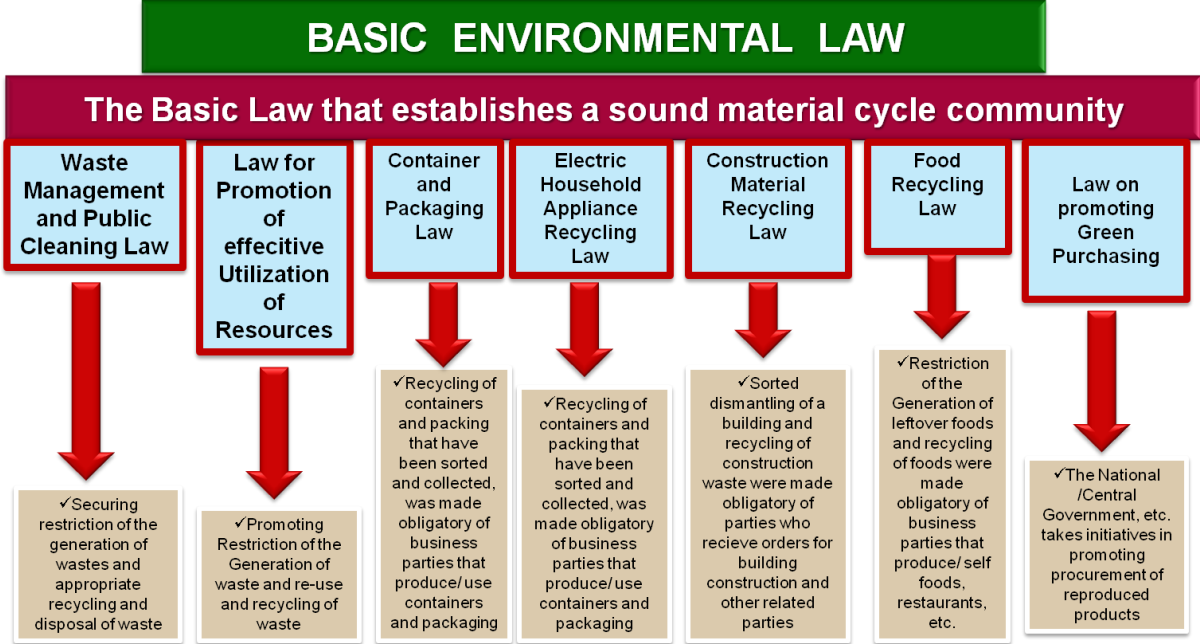 BASIC ENVIRONMENTAL LAW
The Basic Law that establishes a sound material cycle community
Waste
Management
and Public
Cleaning Law
Law for
Promotion
of
effecitive
Utilization
of
Resources
Container
and
Packaging
Law
Electric
Household
Appliance
Recycling
Law
Construction
Material
Recycling
Law
Food
Recycling
Law
Law on
promoting
Green
Purchasing
✓Securing
restriction of the
generation of
wastes and
appropriate
recycling and
disposal of waste
✓Promoting
Restriction of the
Generation of
waste and re-use
and recycling of
waste
✓Recycling of
containers
and packing
that have
been sorted
and collected,
was made
obligatory of
business
parties that
produce/ use
containers
and packaging
✓Recycling of
containers and
packing that
have been
sorted and
collected, was
made obligatory
of business
parties that
produce/ use
containers and
packaging
✓Sorted
dismantling of a
building and
recycling of
construction
waste were made
obligatory of
parties who
recieve orders for
building
construction and
other related
parties
✓Restriction
of the
Generation of
leftover foods
and recycling
of foods were
made
obligatory of
business
parties that
produce/ self
foods,
restaurants,
etc.
✓The National
/Central
Government, etc.
takes initiatives in
promoting
procurement of
reproduced
products